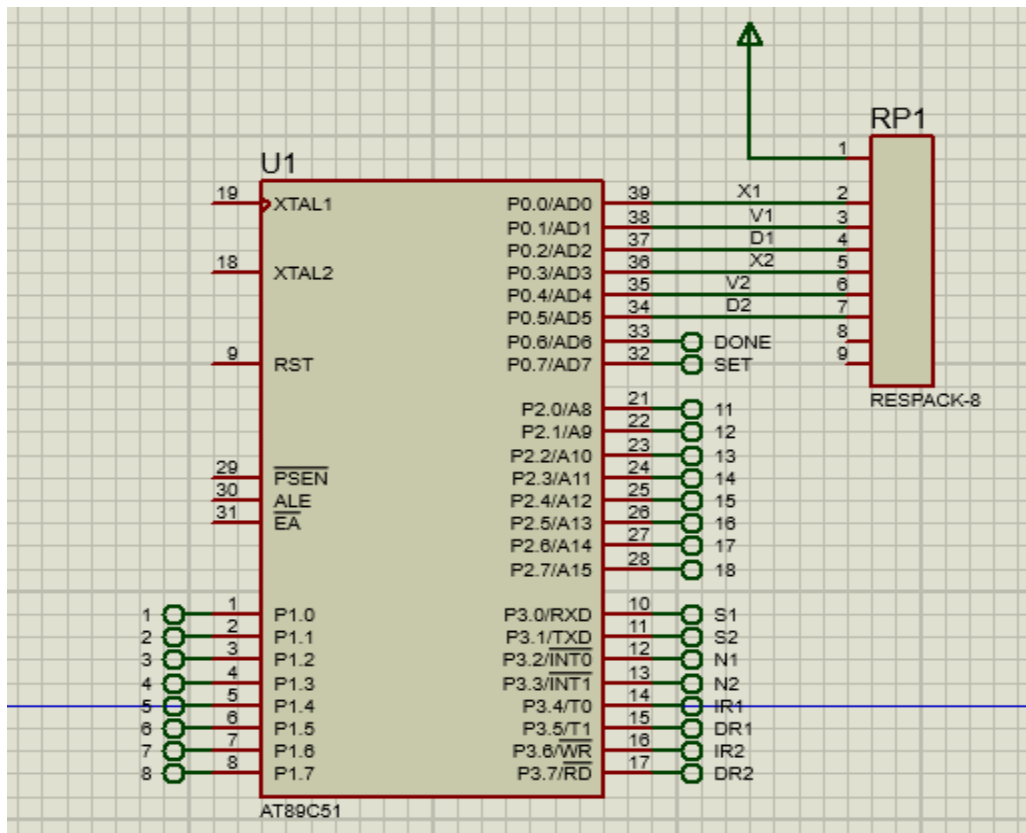 RP1
1
U1
19 XTAL1 P0.0/AD0 39 X1 2
P0.1/AD1 38 V1 3
P0.2/AD2 37 D1 4
18 XTAL2 P0.3/AD3 36 X2 5
P0.4/AD4 35 V2 6
P0.5/AD5 34 D2 7
P0.6/AD6 33 DONE 8
9 RST P0.7/AD7 32 SET 9
RESPACK-8
P2.0/A8 21 11
P2.1/A9 22 12
P2.2/A10 23 13
29 PSEN P2.3/A11 24 14
30 ALE P2.4/A12 25 15
31 EA P2.5/A13 26 16
P2.6/A14 27 17
P2.7/A15 28 18
1 1 P1.0 P3.0/RXD 10 S1
2 2 P1.1 P3.1/TXD 11 S2
3 3 P1.2 P3.2/INT0 12 N1
4 4 P1.3 P3.3/INT1 13 N2
5 5 P1.4 P3.4/T0 14 IR1
6 6 P1.5 P3.5/T1 15 DR1
7 7 P1.6 P3.6/WR 16 IR2
8 8 P1.7 P3.7/RD 17 DR2
AT89C51